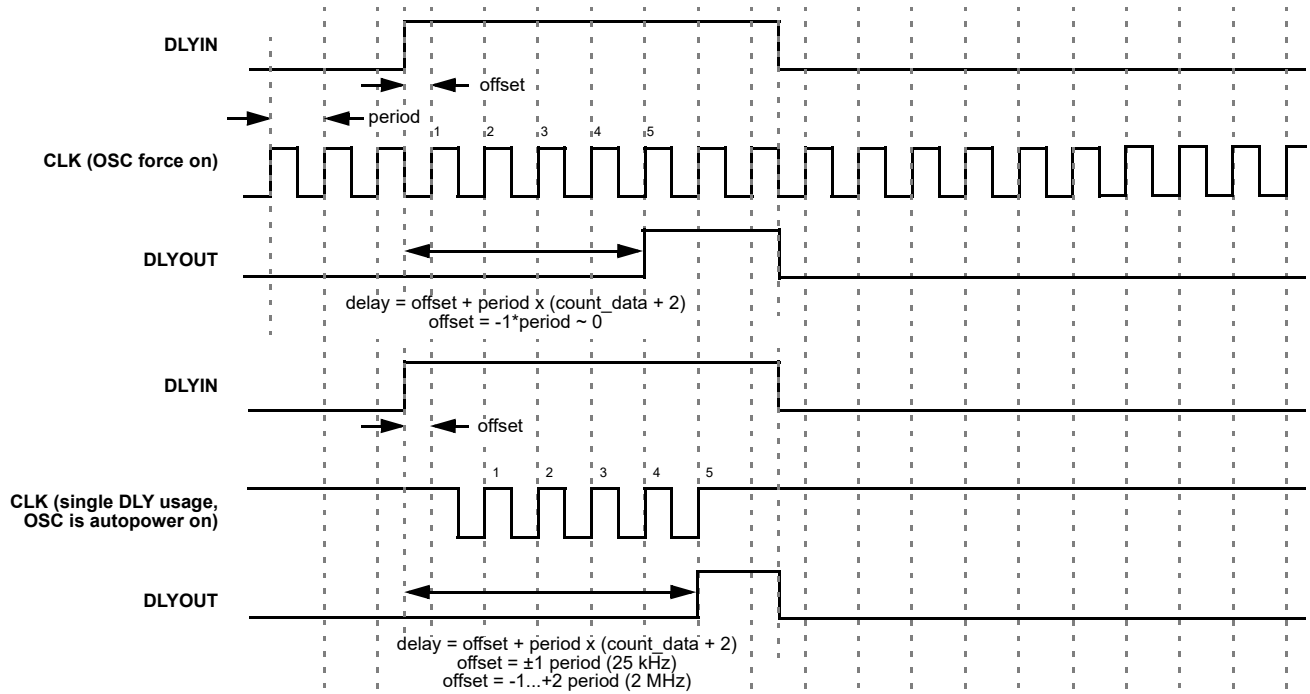 DLYIN
offset
period
1 2 3 4 5
CLK (OSC force on)
DLYOUT
delay = offset + period x (count_data + 2)
offset = -1*period ~ 0
DLYIN
offset
1 2 3 4 5
CLK (single DLY usage,
OSC is autopower on)
DLYOUT
delay = offset + period x (count_data + 2)
offset = ±1 period (25 kHz)
offset = -1...+2 period (2 MHz)